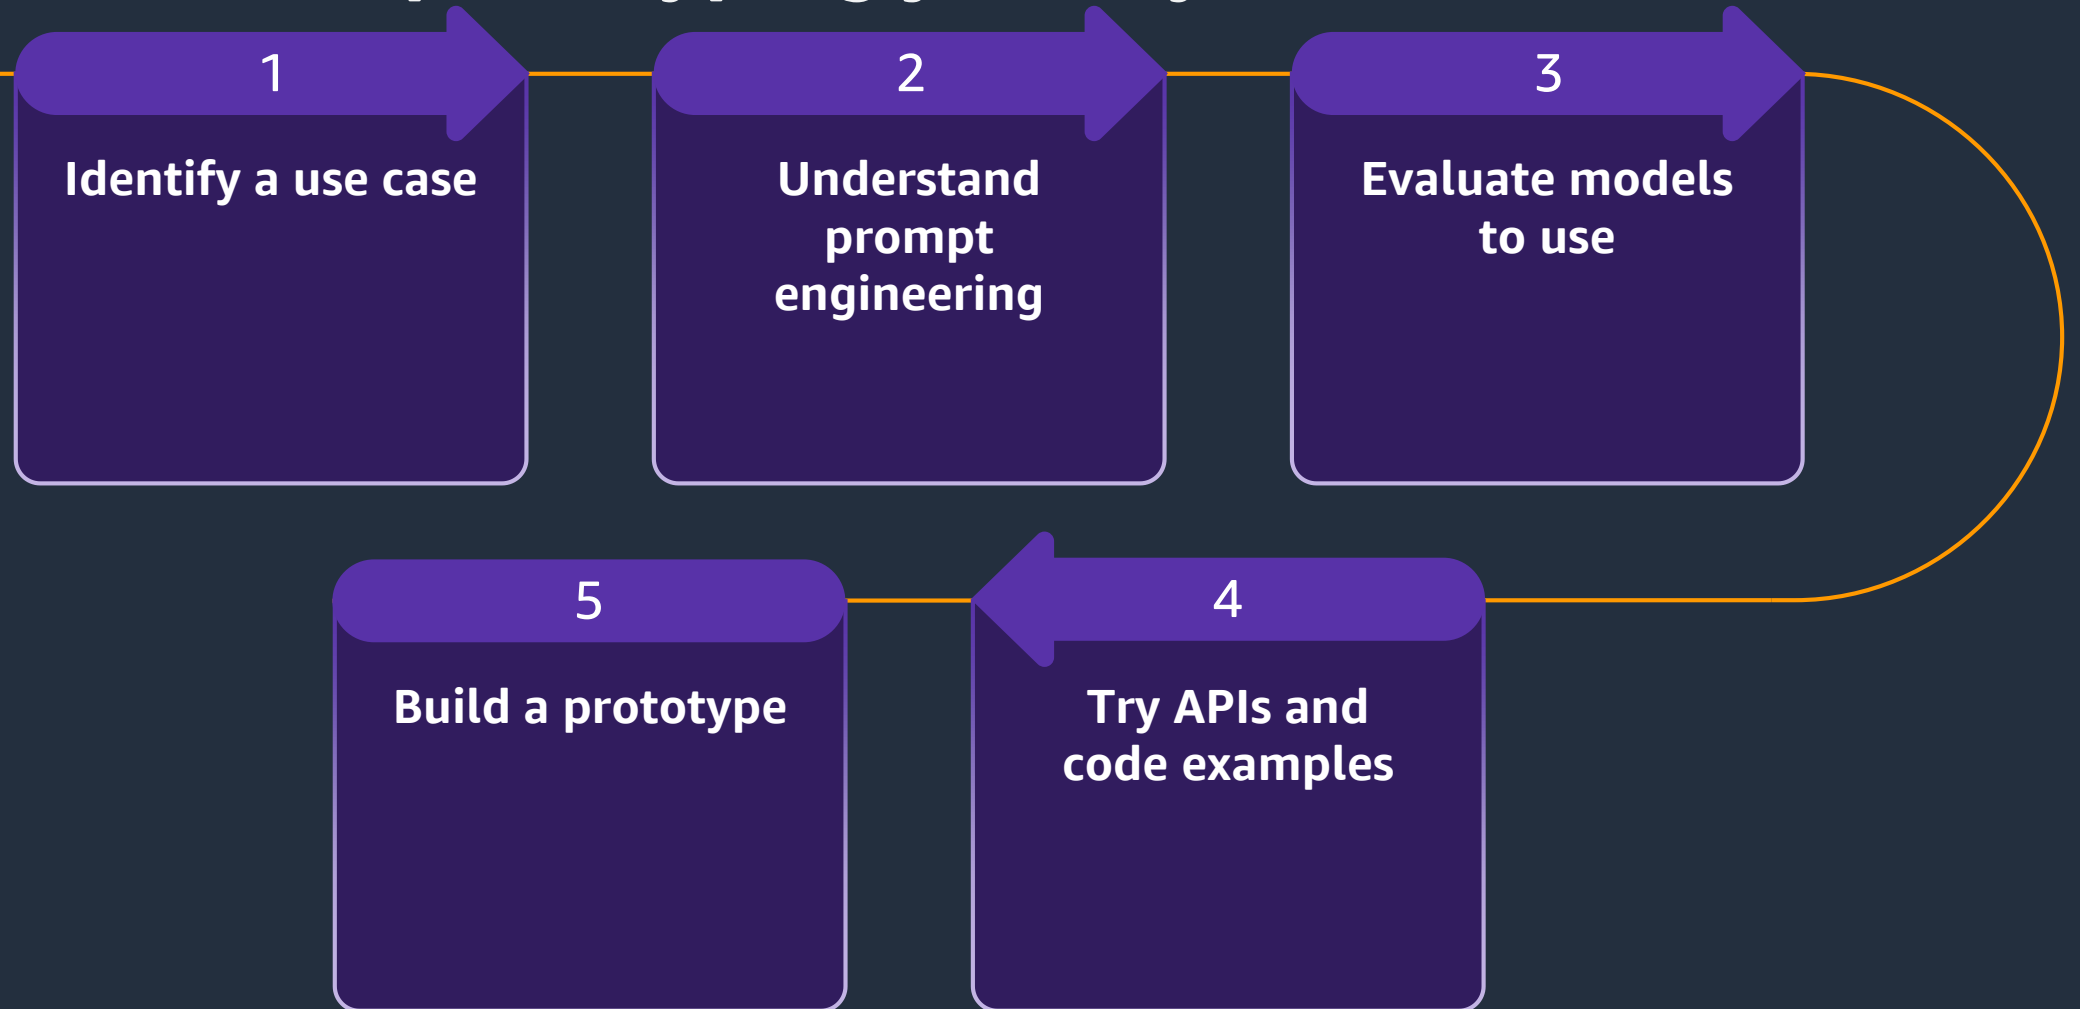 1
Identify a use case
2
Understand
prompt
engineering
3
Evaluate models
to use
4
Try APIs and
code examples
5
Build a prototype